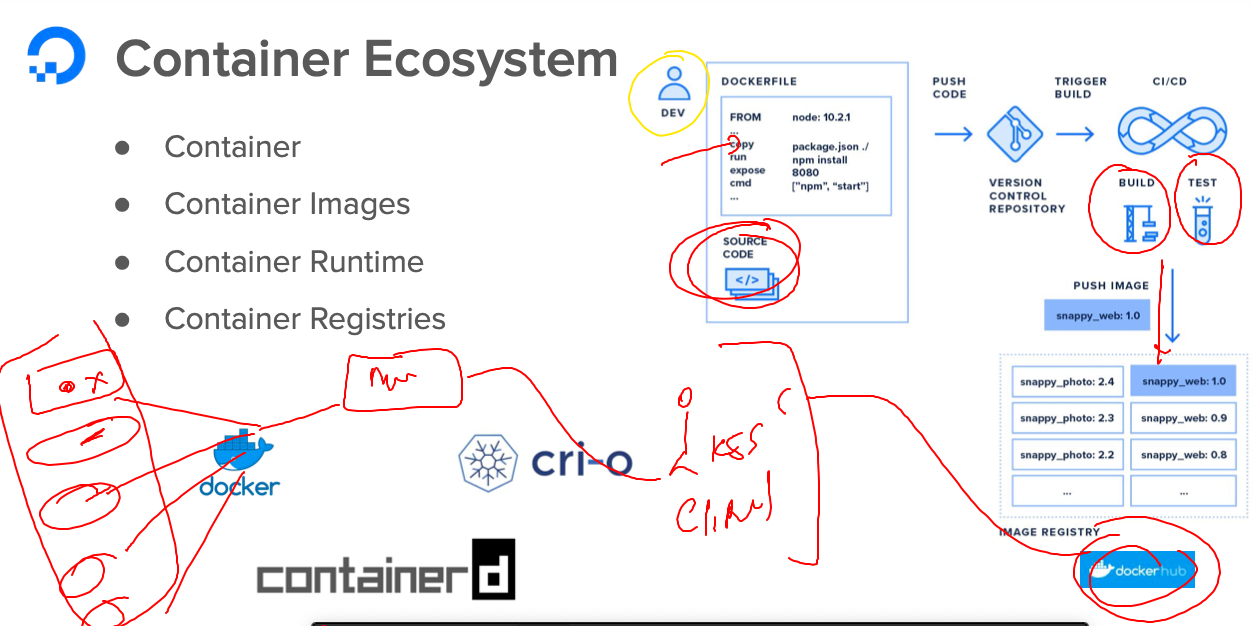 Container Ecosystem
Container
Container Images
Container Runtime
Container Registries
docker
cri-o
container d
DEV
DOCKERFILE
FROM node: 10.2.1
...
copy package.json ./
run npm install
expose 8080
cmd ["npm", “start”]
...
SOURCE
CODE
</>
PUSH
CODE
VERSION
CONTROL
REPOSITORY
TRIGGER
BUILD
CI/CD
BUILD
TEST
PUSH IMAGE
snappy_web: 1.0
snappy_photo: 2.4 snappy_web: 1.0
snappy_photo: 2.3 snappy_web: 0.9
snappy_photo: 2.2 snappy_web: 0.8
... ...
IMAGE REGISTRY
dockerhub
K8S